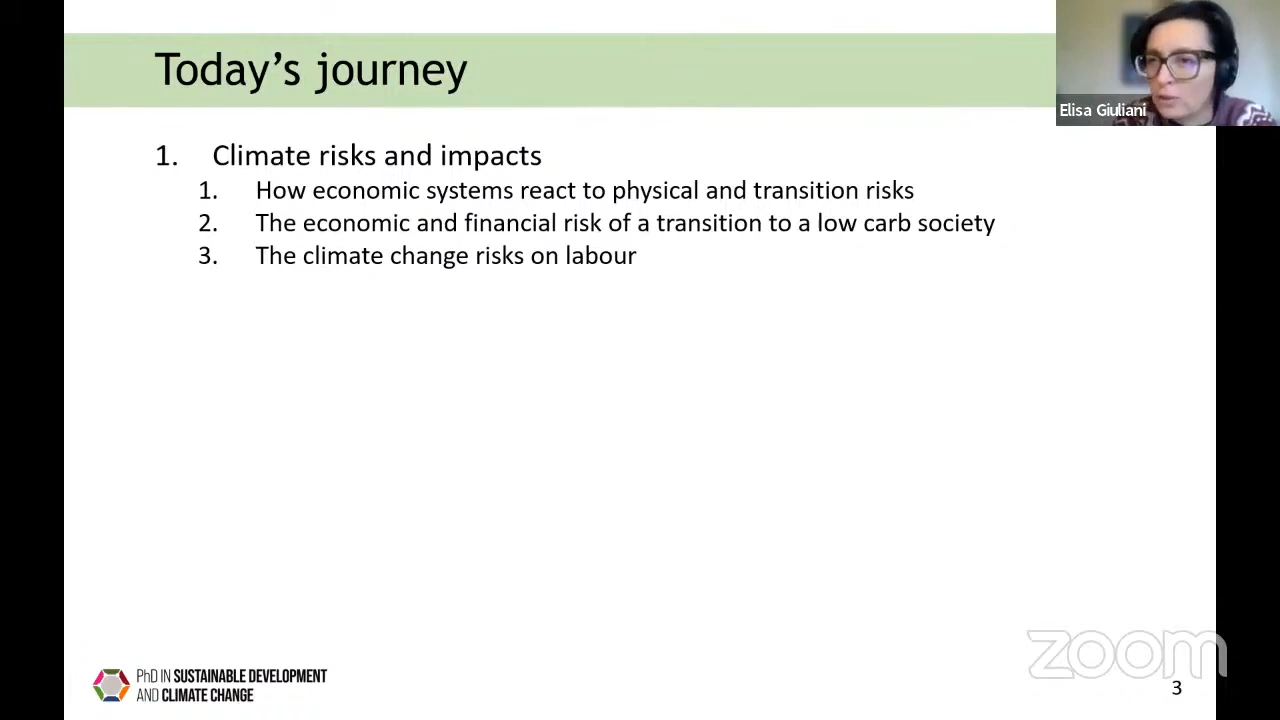 Today's journey
Elisa Giuliani
1. Climate risks and impacts
1. How economic systems react to physical and transition risks
2. The economic and financial risk of a transition to a low carb society
3. The climate change risks on labour
PhD IN SUSTAINABLE DEVELOPMENT
AND CLIMATE CHANGE
zoom
3